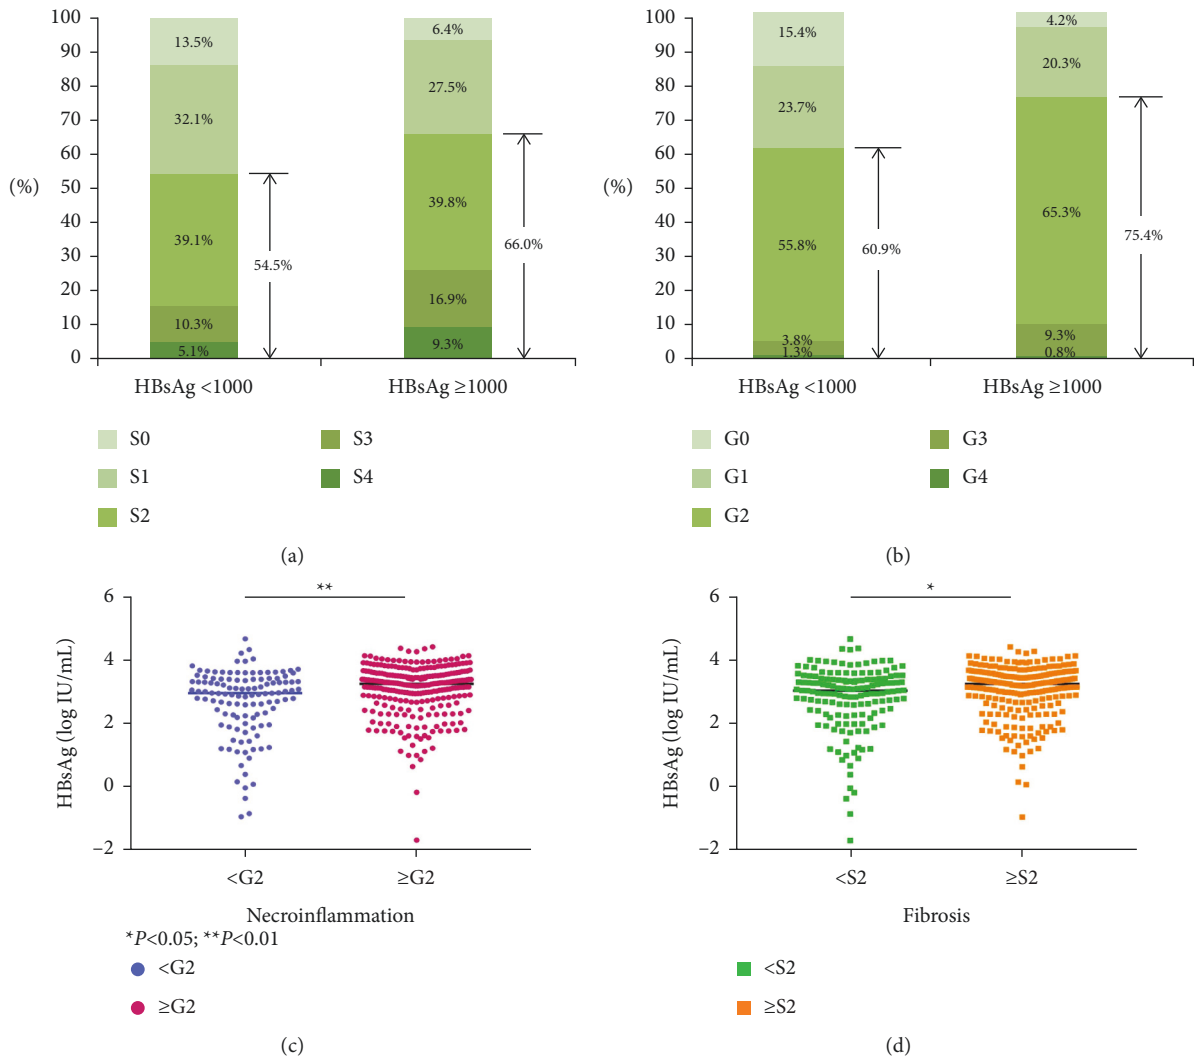 100
90
80
70
60
(%) 50
40
30
20
10
0
13.5%
32.1%
39.1%
10.3%
5.1%
54.5%
6.4%
27.5%
39.8%
16.9%
9.3%
66.0%
HBsAg <1000 HBsAg ≥1000
S0 S3
S1 S4
S2
(a)
100
90
80
70
60
(%) 50
40
30
20
10
0
15.4%
23.7%
55.8%
3.8%
1.3%
60.9%
4.2%
20.3%
65.3%
9.3%
0.8%
75.4%
HBsAg <1000 HBsAg ≥1000
G0 G3
G1 G4
G2
(b)
HBsAg (log IU/mL)
6
4
2
0
−2
**
<G2 ≥G2
Necroinflammation
*P<0.05; **P<0.01
<G2
≥G2
(c)
HBsAg (log IU/mL)
6
4
2
0
−2
*
<S2 ≥S2
Fibrosis
<S2
≥S2
(d)